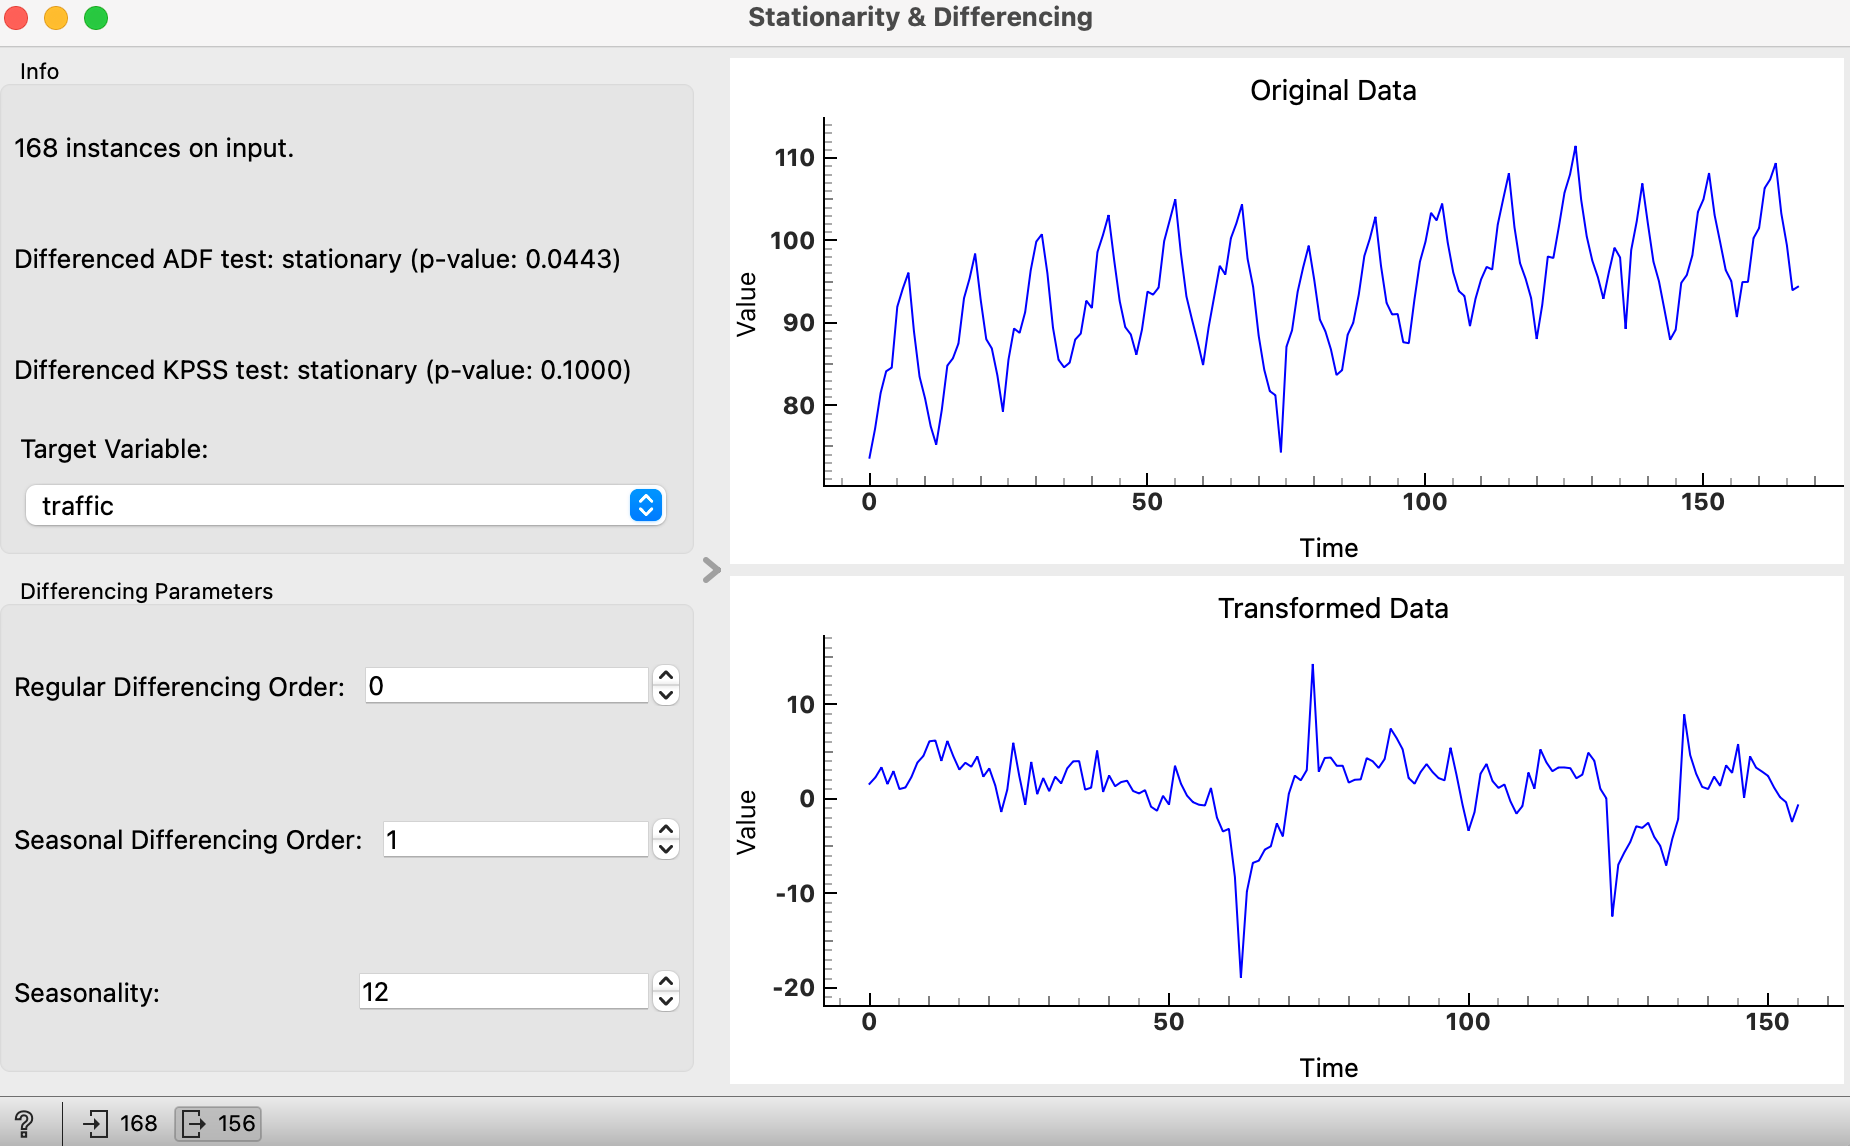 Stationarity & Differencing
Info
168 instances on input.
Differenced ADF test: stationary (p-value: 0.0443)
Differenced KPSS test: stationary (p-value: 0.1000)
Target Variable:
traffic
Differencing Parameters
Regular Differencing Order: 0
Seasonal Differencing Order: 1
Seasonality: 12
Original Data
110
100
90
80
Value
0 50 100 150
Time
Transformed Data
10
0
-10
-20
Value
0 50 100 150
Time
? 168 156